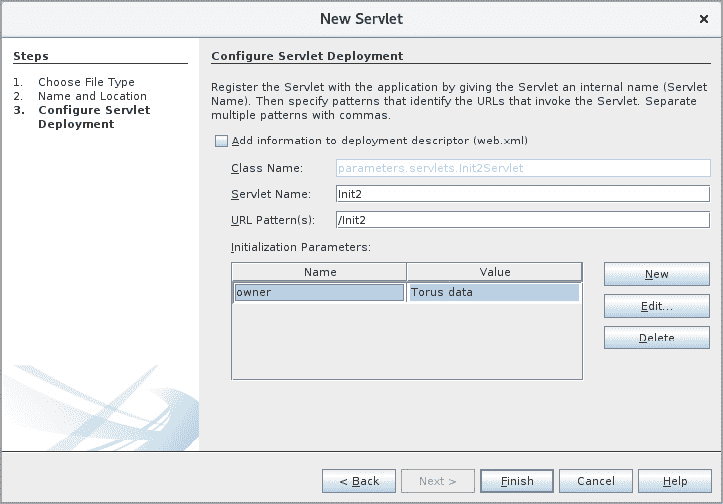 New Servlet
×
Steps
1. Choose File Type
2. Name and Location
3. Configure Servlet
Deployment
Configure Servlet Deployment
Register the Servlet with the application by giving the Servlet an internal name (Servlet
Name). Then specify patterns that identify the URLs that invoke the Servlet. Separate
multiple patterns with commas.
Add information to deployment descriptor (web.xml)
Class Name: parameters.servlets.Init2Servlet
Servlet Name: Init2
URL Pattern(s): /Init2
Initialization Parameters:
Name Value
owner Torus data
New
Edit...
Delete
< Back Next > Finish Cancel Help